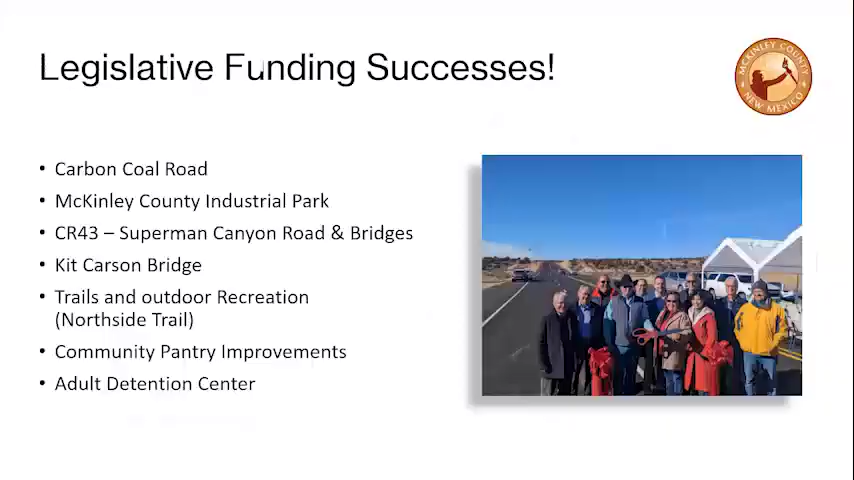 Legislative Funding Successes!
MCKINLEY COUNTY
NEW MEXICO
• Carbon Coal Road
• McKinley County Industrial Park
• CR43 – Superman Canyon Road & Bridges
• Kit Carson Bridge
• Trails and outdoor Recreation
(Northside Trail)
• Community Pantry Improvements
• Adult Detention Center